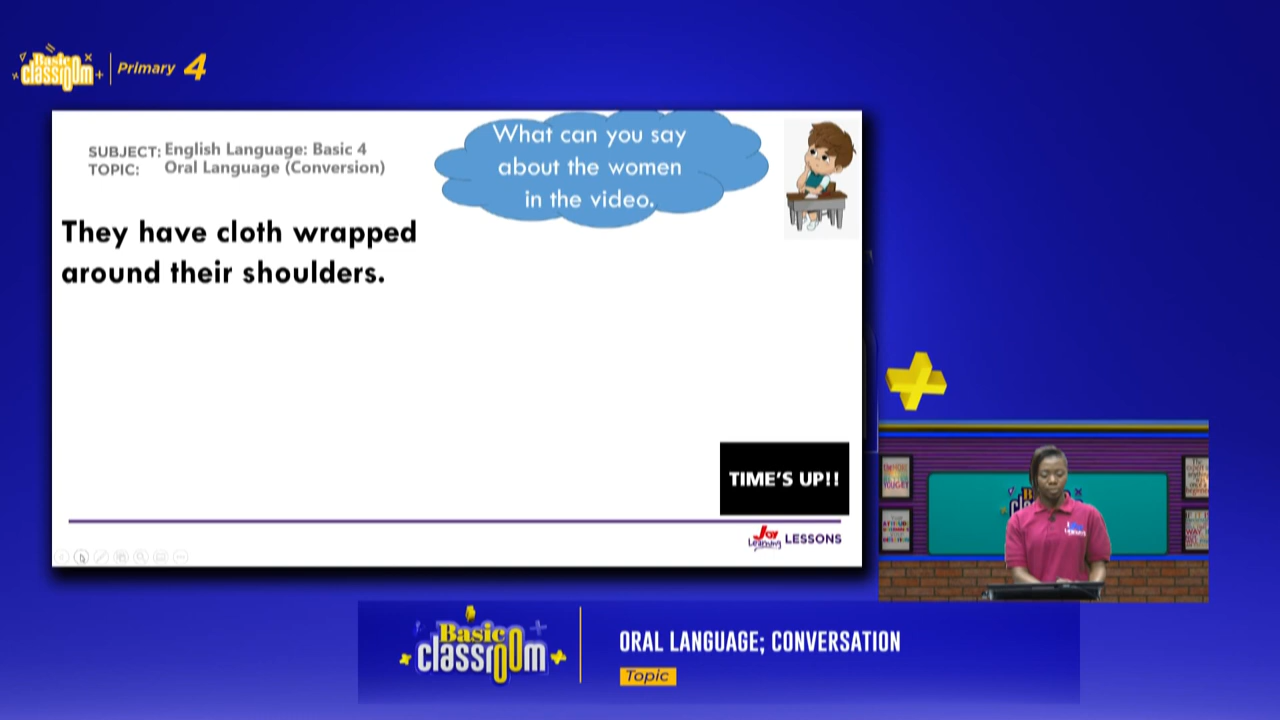 Basic
classroom
Primary 4
SUBJECT: English Language: Basic 4
TOPIC: Oral Language (Conversion)
What can you say
about the women
in the video.
They have cloth wrapped
around their shoulders.
TIME'S UP!!
Joy
Learning LESSONS
Basic
classroom
ORAL LANGUAGE; CONVERSATION
Topic